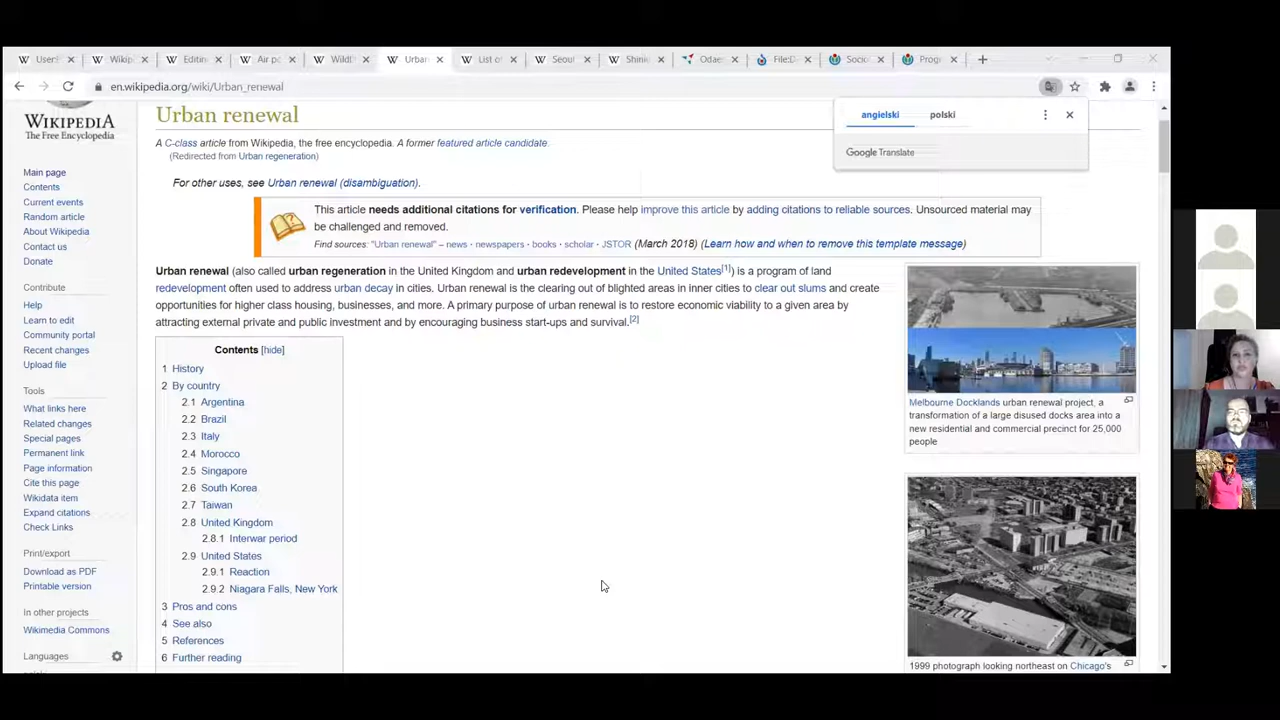 User:
Wikip
Editin
Air po
WildL
Urban
List o
Seoul
Shink
Odae
File:D
Socio
Progr
en.wikipedia.org/wiki/Urban_renewal
angielski polski
Google Translate
WIKIPEDIA
The Free Encyclopedia
Main page
Contents
Current events
Random article
About Wikipedia
Contact us
Donate
Contribute
Help
Learn to edit
Community portal
Recent changes
Upload file
Tools
What links here
Related changes
Special pages
Permanent link
Page information
Cite this page
Wikidata item
Expand citations
Check Links
Print/export
Download as PDF
Printable version
In other projects
Wikimedia Commons
Languages
Urban renewal
A C-class article from Wikipedia, the free encyclopedia. A former featured article candidate.
(Redirected from Urban regeneration)
For other uses, see Urban renewal (disambiguation).
This article needs additional citations for verification. Please help improve this article by adding citations to reliable sources. Unsourced material may
be challenged and removed.
Find sources: "Urban renewal" – news · newspapers · books · scholar · JSTOR (March 2018) (Learn how and when to remove this template message)
Urban renewal (also called urban regeneration in the United Kingdom and urban redevelopment in the United States[1]) is a program of land
redevelopment often used to address urban decay in cities. Urban renewal is the clearing out of blighted areas in inner cities to clear out slums and create
opportunities for higher class housing, businesses, and more. A primary purpose of urban renewal is to restore economic viability to a given area by
attracting external private and public investment and by encouraging business start-ups and survival.[2]
Contents [hide]
1 History
2 By country
2.1 Argentina
2.2 Brazil
2.3 Italy
2.4 Morocco
2.5 Singapore
2.6 South Korea
2.7 Taiwan
2.8 United Kingdom
2.8.1 Interwar period
2.9 United States
2.9.1 Reaction
2.9.2 Niagara Falls, New York
3 Pros and cons
4 See also
5 References
6 Further reading
Melbourne Docklands urban renewal project, a
transformation of a large disused docks area into a
new residential and commercial precinct for 25,000
people
1999 photograph looking northeast on Chicago's